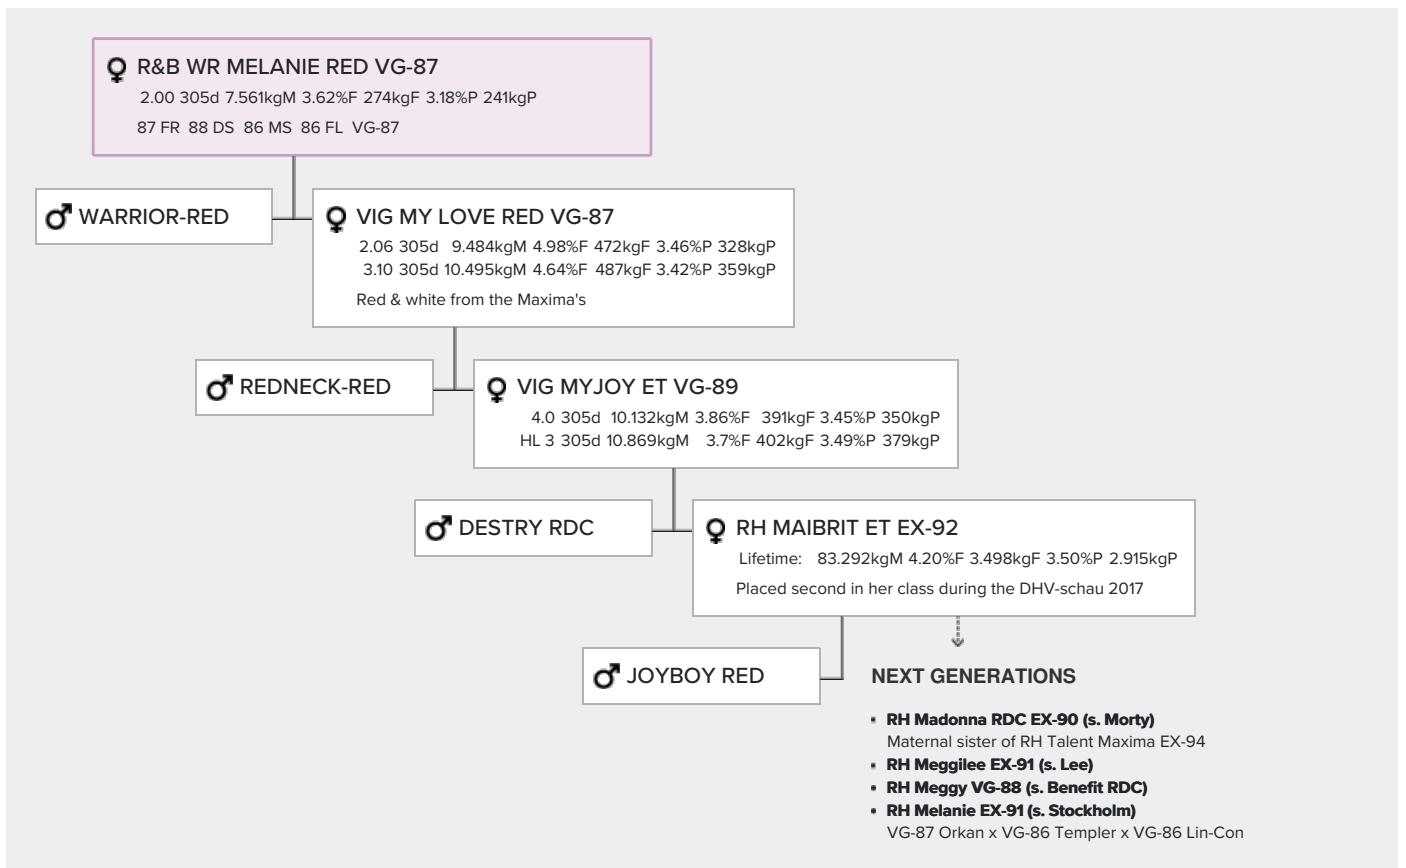 R&B WR MELANIE RED VG-87
2.00 305d 7.561kgM 3.62%F 274kgF 3.18%P 241kgP
87 FR 88 DS 86 MS 86 FL VG-87
WARRIOR-RED
VIG MY LOVE RED VG-87
2.06 305d 9.484kgM 4.98%F 472kgF 3.46%P 328kgP
3.10 305d 10.495kgM 4.64%F 487kgF 3.42%P 359kgP
Red & white from the Maxima's
REDNECK-RED
VIG MYJOY ET VG-89
4.0 305d 10.132kgM 3.86%F 391kgF 3.45%P 350kgP
HL 3 305d 10.869kgM 3.7%F 402kgF 3.49%P 379kgP
DESTRY RDC
RH MAIBRIT ET EX-92
Lifetime: 83.292kgM 4.20%F 3.498kgF 3.50%P 2.915kgP
Placed second in her class during the DHV-schau 2017
JOYBOY RED
NEXT GENERATIONS
• RH Madonna RDC EX-90 (s. Morty)
Maternal sister of RH Talent Maxima EX-94
• RH Meggilee EX-91 (s. Lee)
• RH Meggy VG-88 (s. Benefit RDC)
• RH Melanie EX-91 (s. Stockholm)
VG-87 Orkan x VG-86 Templer x VG-86 Lin-Con